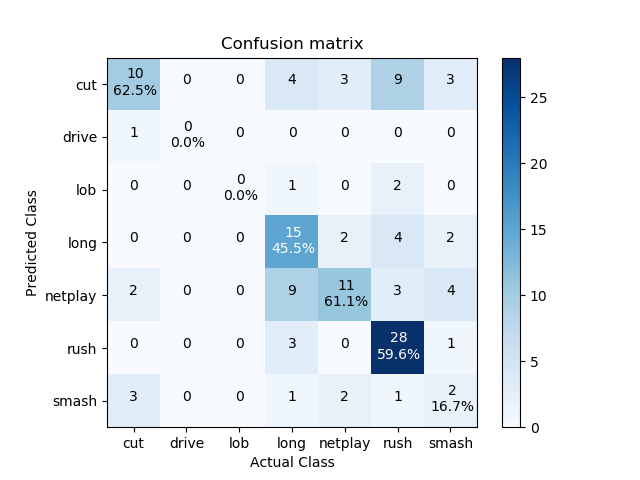 Confusion matrix
Predicted Class
cut 10 0 0 4 3 9 3
62.5%
drive 1 0 0 0 0 0 0
0.0%
lob 0 0 0 1 0 2 0
0.0%
long 0 0 0 15 2 4 2
45.5%
netplay 2 0 0 9 11 3 4
61.1%
rush 0 0 0 3 0 28 1
59.6%
smash 3 0 0 1 2 1 2
16.7%
cut drive lob long netplay rush smash
Actual Class
25
20
15
10
5
0